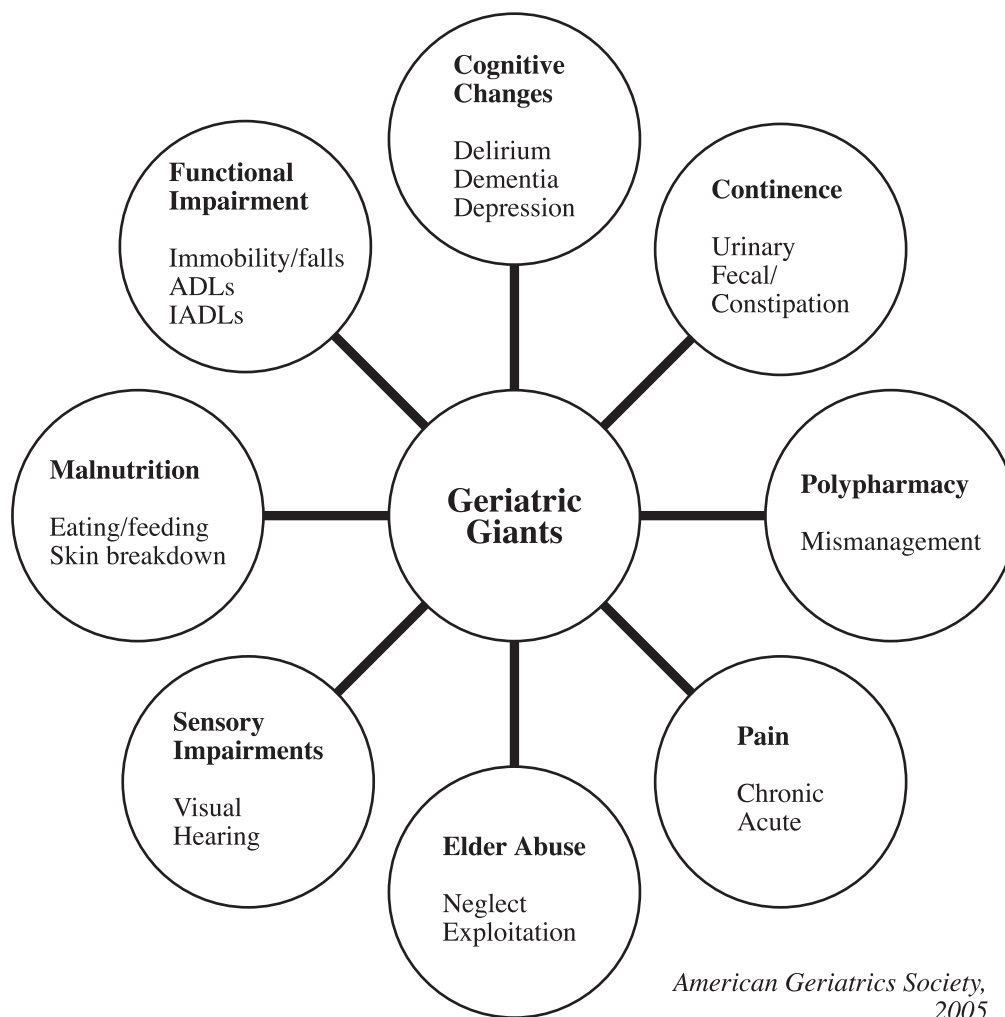 Cognitive
Changes
Delirium
Dementia
Depression
Functional
Impairment
Immobility/falls
ADLs
IADLs
Continence
Urinary
Fecal/
Constipation
Malnutrition
Eating/feeding
Skin breakdown
Geriatric
Giants
Polypharmacy
Mismanagement
Sensory
Impairments
Visual
Hearing
Pain
Chronic
Acute
Elder Abuse
Neglect
Exploitation
American Geriatrics Society,
2005